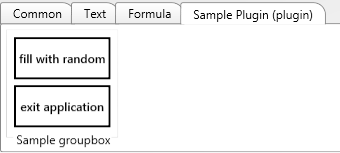 Common Text Formula Sample Plugin (plugin)
fill with random
exit application
Sample groupbox